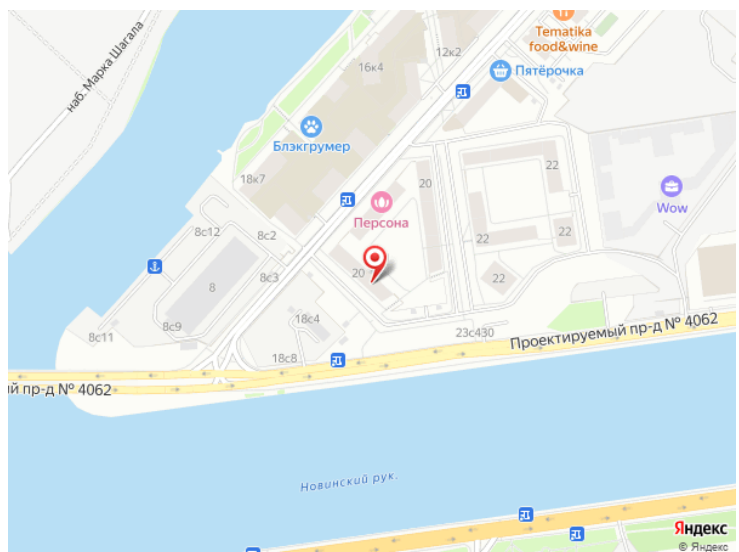 Tematika
food&wine
12к2
16к4
Пятёрочка
наб. Марка Шагала
Блэкгрумер
18к7
20
22
22
Wow
Персона
8с12
8с2
22
22
20
8с3
8
22
18с4
8с9
8с11
23с430
Проектируемый пр-д № 4062
18с8
ий пр-д № 4062
Новинский рук.
Яндекс
© Яндекс